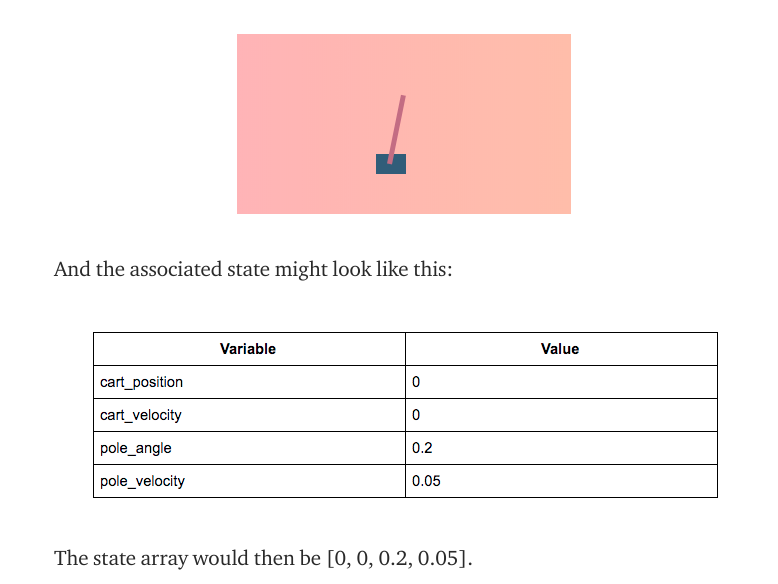 And the associated state might look like this:
Variable Value
cart_position 0
cart_velocity 0
pole_angle 0.2
pole_velocity 0.05
The state array would then be [0, 0, 0.2, 0.05].